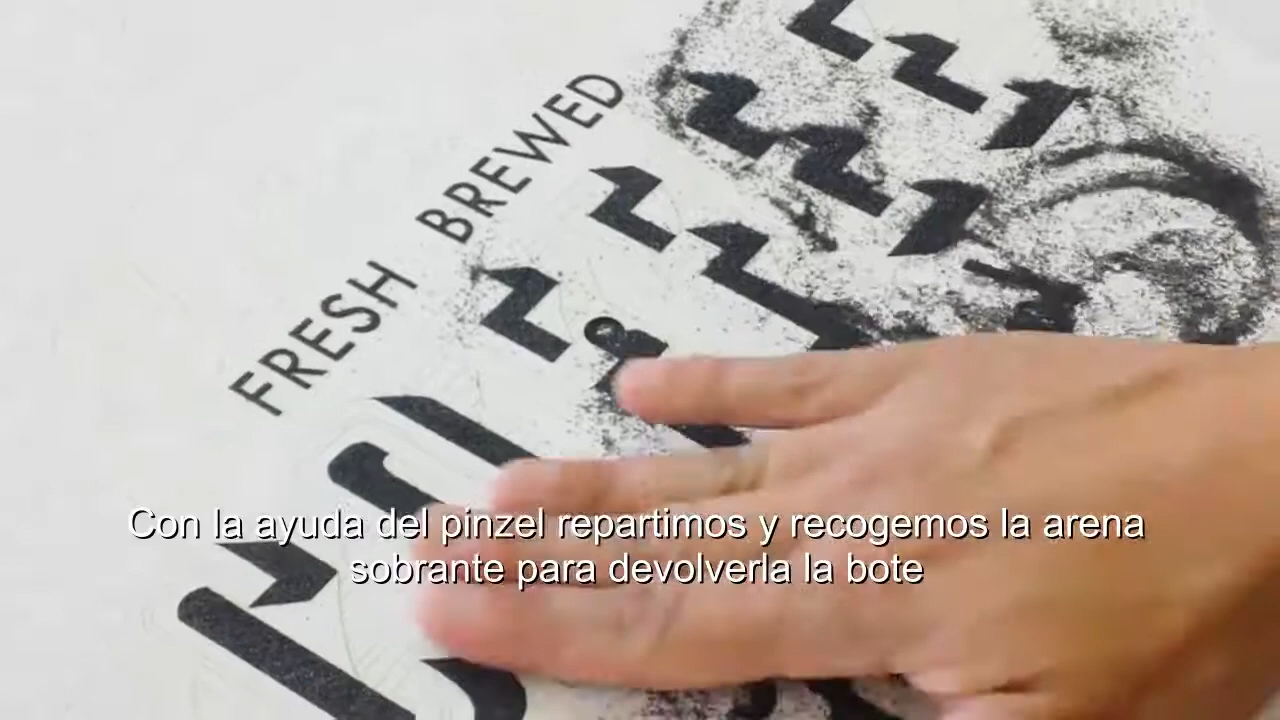 FRESH BREWED
Con la ayuda del pinzel repartimos y recogemos la arena
sobrante para devolverla la bote